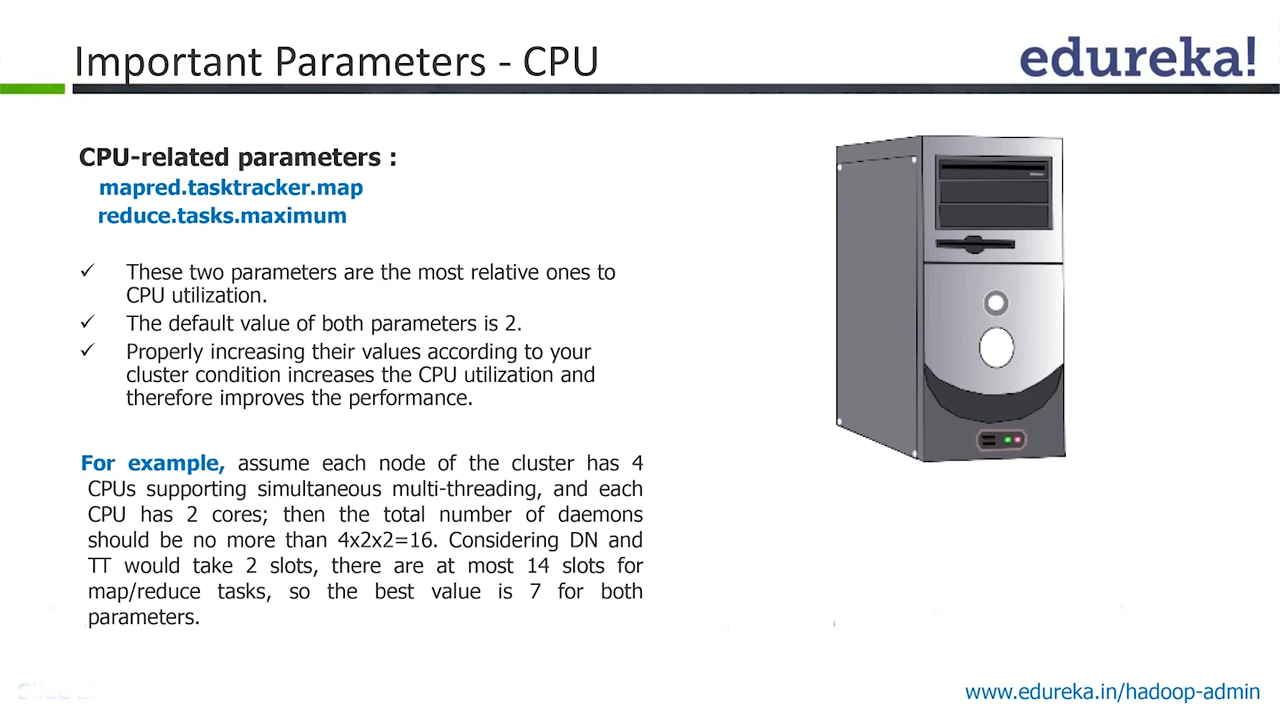 Important Parameters - CPU
edureka!
CPU-related parameters :
mapred.tasktracker.map
reduce.tasks.maximum
✓ These two parameters are the most relative ones to
CPU utilization.
✓ The default value of both parameters is 2.
✓ Properly increasing their values according to your
cluster condition increases the CPU utilization and
therefore improves the performance.
For example, assume each node of the cluster has 4
CPUs supporting simultaneous multi-threading, and each
CPU has 2 cores; then the total number of daemons
should be no more than 4x2x2=16. Considering DN and
TT would take 2 slots, there are at most 14 slots for
map/reduce tasks, so the best value is 7 for both
parameters.
Slide
www.edureka.in/hadoop-admin